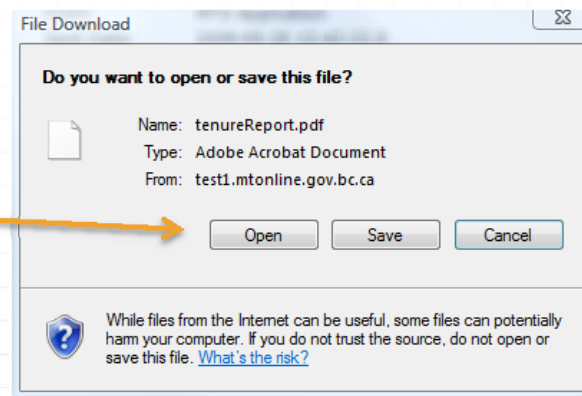 File Download
Do you want to open or save this file?
Name: tenureReport.pdf
Type: Adobe Acrobat Document
From: test1.mtonline.gov.bc.ca
Open Save Cancel
While files from the Internet can be useful, some files can potentially
harm your computer. If you do not trust the source, do not open or
save this file. What's the risk?